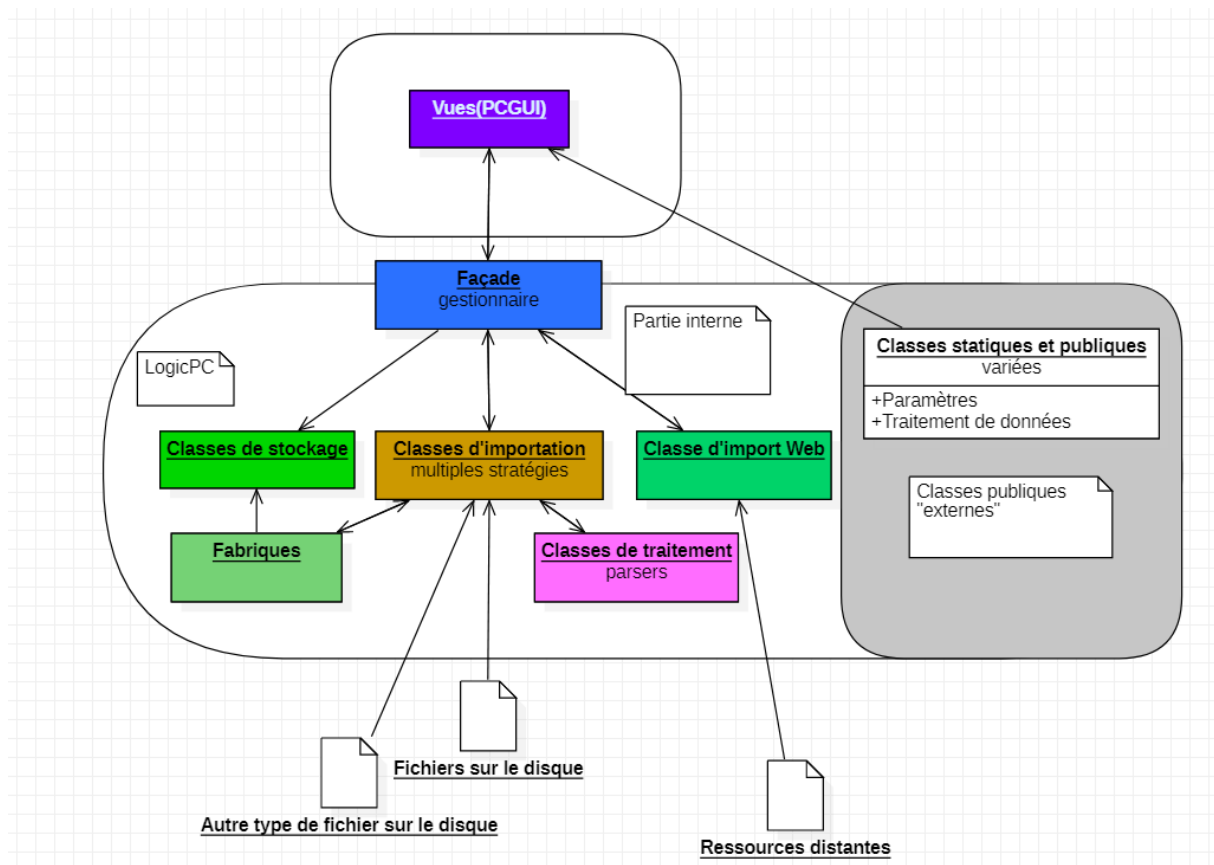 Vues(PCGUI)
Façade
gestionnaire
Partie interne
LogicPC
Classes statiques et publiques
variées
+Paramètres
+Traitement de données
Classes de stockage
Classes d'importation
multiples stratégies
Classe d'import Web
Classes publiques
"externes"
Fabriques
Classes de traitement
parsers
Fichiers sur le disque
Autre type de fichier sur le disque
Ressources distantes